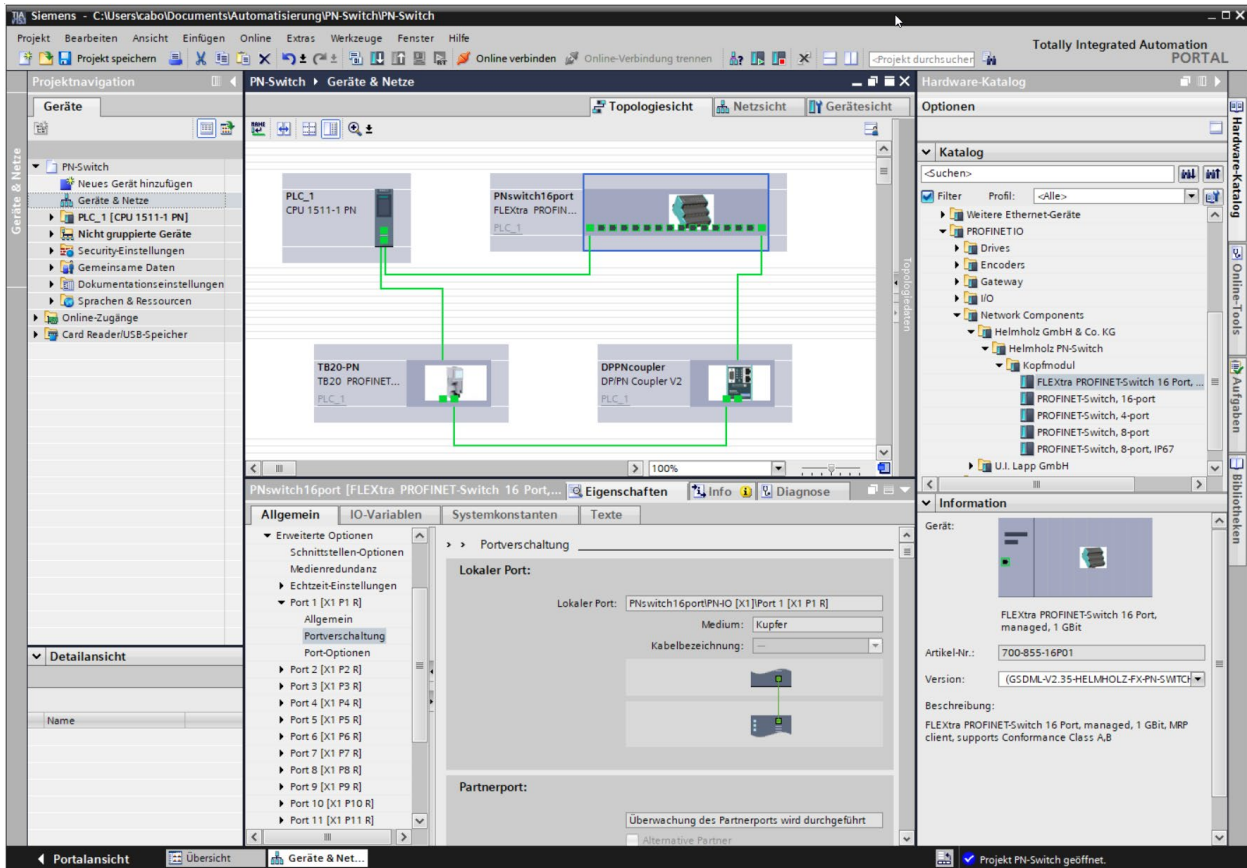 Siemens - C:\Users\cabo\Documents\Automatisierung\PN-Switch\PN-Switch
Projekt Bearbeiten Ansicht Einfügen Online Extras Werkzeuge Fenster Hilfe
Totally Integrated Automation
PORTAL
Projekt speichern
Online verbinden
Online-Verbindung trennen
<Projekt durchsucher
Projektnavigation
Geräte
Geräte & Netze
PN-Switch
Neues Gerät hinzufügen
Geräte & Netze
PLC_1 [CPU 1511-1 PN]
Nicht gruppierte Geräte
Security-Einstellungen
Gemeinsame Daten
Dokumentationseinstellungen
Sprachen & Ressourcen
Online-Zugänge
Card Reader/USB-Speicher
Detailansicht
Name
PN-Switch ▸ Geräte & Netze
Topologiesicht
Netzsicht
Gerätesicht
PLC_1
CPU 1511-1 PN
PNswitch16port
FLEXtra PROFIN...
PLC_1
TB20-PN
TB20 PROFINET...
PLC_1
DPPNcoupler
DP/PN Coupler V2
PLC_1
Topologiedaten
100%
PNswitch16port [FLEXtra PROFINET-Switch 16 Port,...
Eigenschaften
Info
Diagnose
Allgemein
IO-Variablen
Systemkonstanten
Texte
Erweiterte Optionen
Schnittstellen-Optionen
Medienredundanz
Echtzeit-Einstellungen
Port 1 [X1 P1 R]
Allgemein
Portverschaltung
Port-Optionen
Port 2 [X1 P2 R]
Port 3 [X1 P3 R]
Port 4 [X1 P4 R]
Port 5 [X1 P5 R]
Port 6 [X1 P6 R]
Port 7 [X1 P7 R]
Port 8 [X1 P8 R]
Port 9 [X1 P9 R]
Port 10 [X1 P10 R]
Port 11 [X1 P11 R]
> > Portverschaltung
Lokaler Port:
Lokaler Port: PNswitch16port\PN-IO [X1]\Port 1 [X1 P1 R]
Medium: Kupfer
Kabelbezeichnung: ---
Partnerport:
Überwachung des Partnerports wird durchgeführt
Alternative Partner
Hardware-Katalog
Optionen
Katalog
<Suchen>
Filter Profil: <Alle>
Weitere Ethernet-Geräte
PROFINET IO
Drives
Encoders
Gateway
I/O
Network Components
Helmholz GmbH & Co. KG
Helmholz PN-Switch
Kopfmodul
FLEXtra PROFINET-Switch 16 Port, ...
PROFINET-Switch, 16-port
PROFINET-Switch, 4-port
PROFINET-Switch, 8-port
PROFINET-Switch, 8-port, IP67
U.I. Lapp GmbH
Information
Gerät:
FLEXtra PROFINET-Switch 16 Port,
managed, 1 GBit
Artikel-Nr.: 700-855-16P01
Version: (GSDML-V2.35-HELMHOLZ-FX-PN-SWITCH
Beschreibung:
FLEXtra PROFINET-Switch 16 Port, managed, 1 GBit, MRP
client, supports Conformance Class A,B
Hardware-Katalog
Online-Tools
Aufgaben
Bibliotheken
Portalansicht
Übersicht
Geräte & Net...
Projekt PN-Switch geöffnet.